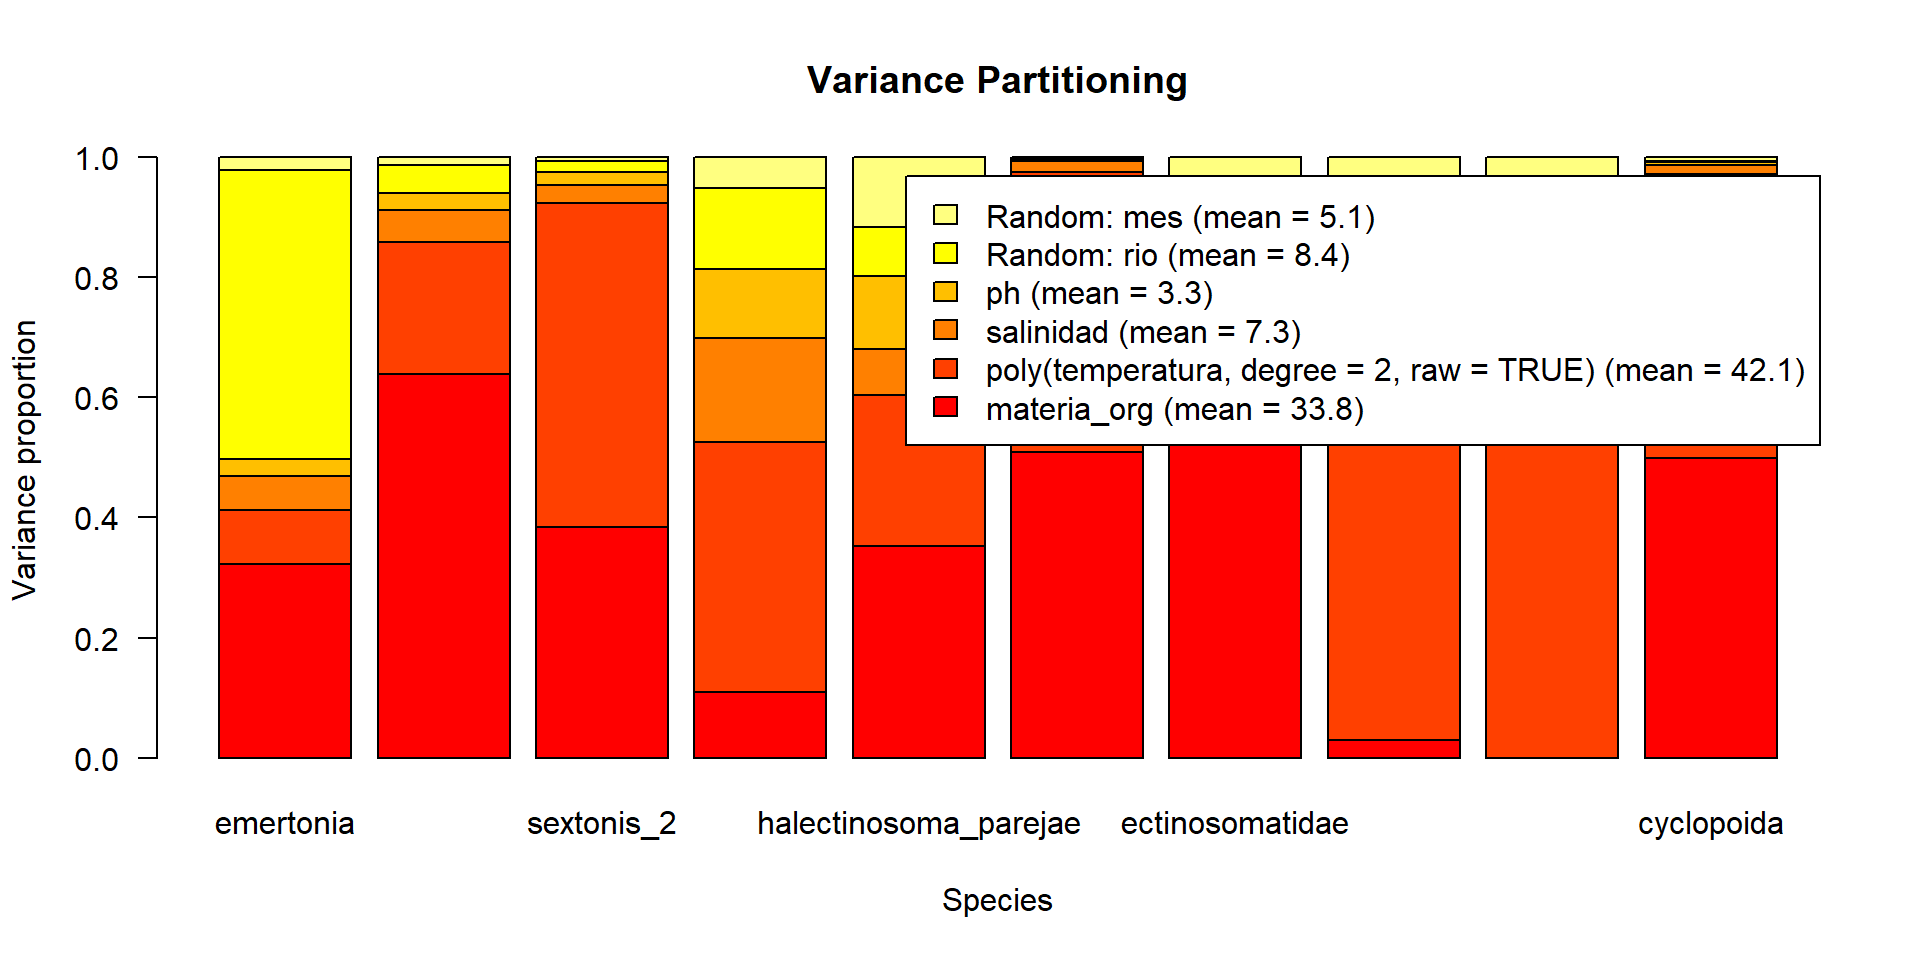 Variance Partitioning
Variance proportion
1.0
0.8
0.6
0.4
0.2
0.0
Random: mes (mean = 5.1)
Random: rio (mean = 8.4)
ph (mean = 3.3)
salinidad (mean = 7.3)
poly(temperatura, degree = 2, raw = TRUE) (mean = 42.1)
materia_org (mean = 33.8)
emertonia sextonis_2 halectinosoma_parejae ectinosomatidae cyclopoida
Species